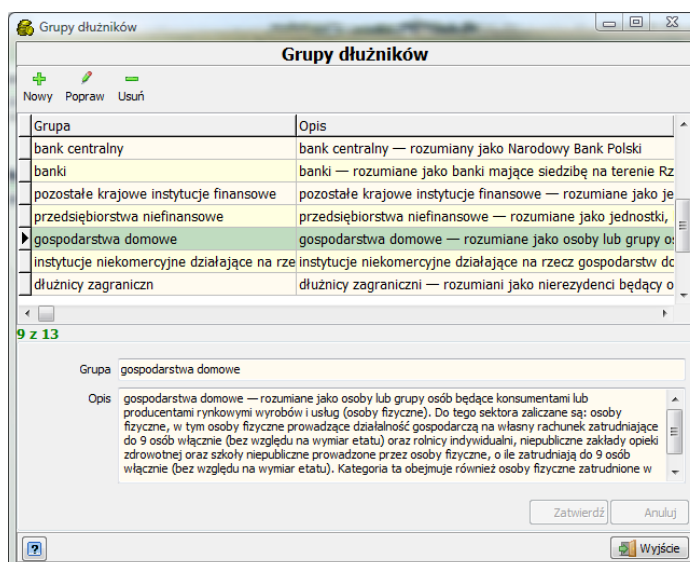 Grupy dłużników
Grupy dłużników
Nowy Popraw Usuń
Grupa Opis
bank centralny bank centralny — rozumiany jako Narodowy Bank Polski
banki banki — rozumiane jako banki mające siedzibę na terenie Rz
pozostałe krajowe instytucje finansowe pozostałe krajowe instytucje finansowe — rozumiane jako je
przedsiębiorstwa niefinansowe przedsiębiorstwa niefinansowe — rozumiane jako jednostki,
gospodarstwa domowe gospodarstwa domowe — rozumiane jako osoby lub grupy o
instytucje niekomercyjne działające na rze instytucje niekomercyjne działające na rzecz gospodarstw do
dłużnicy zagraniczn dłużnicy zagraniczni — rozumiani jako nierezydenci będący o
9 z 13
Grupa gospodarstwa domowe
Opis gospodarstwa domowe — rozumiane jako osoby lub grupy osób będące konsumentami lub
producentami rynkowymi wyrobów i usług (osoby fizyczne). Do tego sektora zaliczane są: osoby
fizyczne, w tym osoby fizyczne prowadzące działalność gospodarczą na własny rachunek zatrudniające
do 9 osób włącznie (bez względu na wymiar etatu) oraz rolnicy indywidualni, niepubliczne zakłady opieki
zdrowotnej oraz szkoły niepubliczne prowadzone przez osoby fizyczne, o ile zatrudniają do 9 osób
włącznie (bez względu na wymiar etatu). Kategoria ta obejmuje również osoby fizyczne zatrudnione w
Zatwierdź Anuluj
? Wyjście